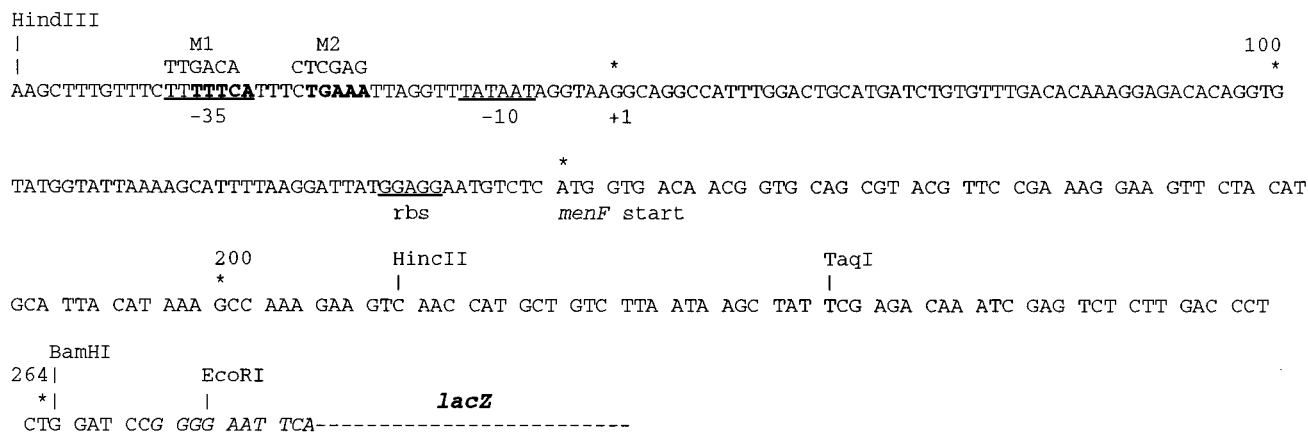 HindIII
| M1 M2 100
| TTGACA CTCGAG * *
AAGCTTTGTTTCTTTTTCATTTCTGAAATTAGGTTTATAATAGGTAAGGCAGGCCATTTGGACTGCATGATCTGTGTTTGACACAAAGGAGACACAGGTG
-35 -10 +1
*
TATGGTATTAAAAGCATTTTAAGGATTATGGAGGAATGTCTC ATG GTG ACA ACG GTG CAG CGT ACG TTC CGA AAG GAA GTT CTA CAT
rbs menF start
200 HincII TaqI
* | |
GCA TTA CAT AAA GCC AAA GAA GTC AAC CAT GCT GTC TTA ATA AGC TAT TCG AGA CAA ATC GAG TCT CTT GAC CCT
BamHI
264| EcoRI
*| | lacZ
CTG GAT CCG GGG AAT TCA-------------------------